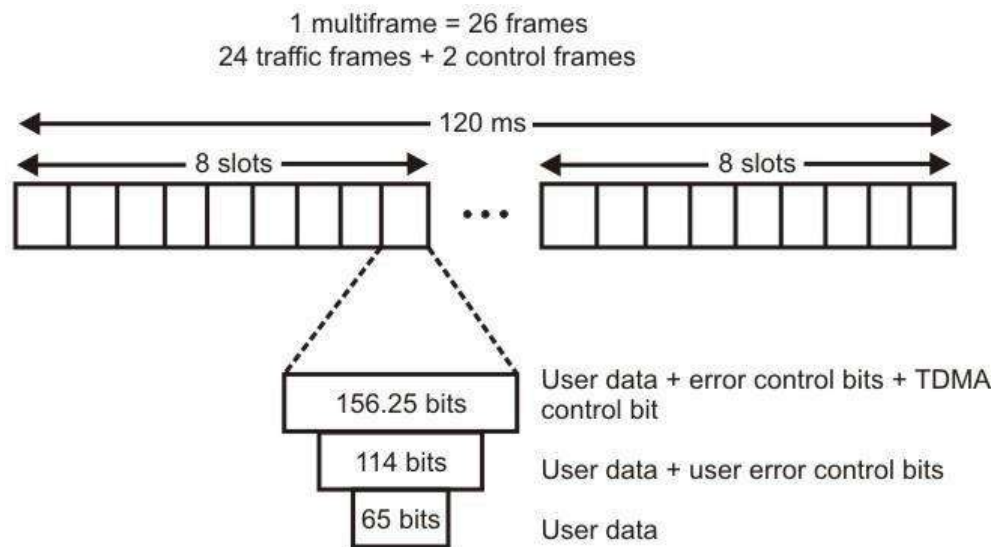 1 multiframe = 26 frames
24 traffic frames + 2 control frames
120 ms
8 slots
8 slots
156.25 bits
User data + error control bits + TDMA
control bit
114 bits
User data + user error control bits
65 bits
User data